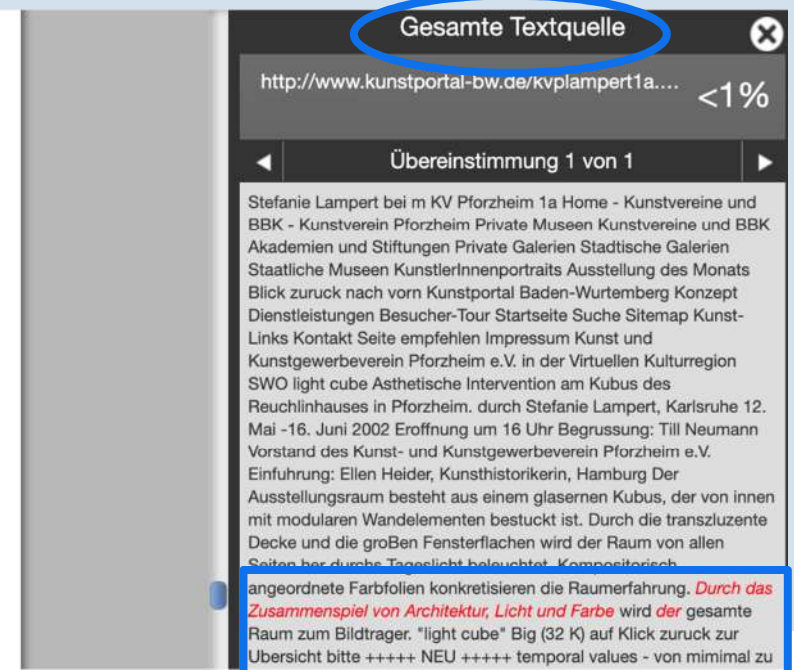 Gesamte Textquelle
http://www.kunstportal-bw.de/kvplampert1a....
<1%
Übereinstimmung 1 von 1
Stefanie Lampert bei m KV Pforzheim 1a Home - Kunstvereine und
BBK - Kunstverein Pforzheim Private Museen Kunstvereine und BBK
Akademien und Stiftungen Private Galerien Stadtische Galerien
Staatliche Museen KunstlerInnenportraits Ausstellung des Monats
Blick zuruck nach vorn Kunstportal Baden-Wurtemberg Konzept
Dienstleistungen Besucher-Tour Startseite Suche Sitemap Kunst-
Links Kontakt Seite empfehlen Impressum Kunst und
Kunstgewerbeverein Pforzheim e.V. in der Virtuellen Kulturregion
SWO light cube Asthetische Intervention am Kubus des
Reuchlinhauses in Pforzheim. durch Stefanie Lampert, Karlsruhe 12.
Mai -16. Juni 2002 Eroffnung um 16 Uhr Begrussung: Till Neumann
Vorstand des Kunst- und Kunstgewerbeverein Pforzheim e.V.
Einfuhrung: Ellen Heider, Kunsthistorikerin, Hamburg Der
Ausstellungsraum besteht aus einem glasernen Kubus, der von innen
mit modularen Wandelementen bestuckt ist. Durch die transzluzente
Decke und die groBen Fensterflachen wird der Raum von allen
Seiten her durchs Tageslicht beleuchtet. Kompositorisch
angeordnete Farbfolien konkretisieren die Raumerfahrung. Durch das
Zusammenspiel von Architektur, Licht und Farbe wird der gesamte
Raum zum Bildtrager. "light cube" Big (32 K) auf Klick zuruck zur
Ubersicht bitte +++++ NEU +++++ temporal values - von mimimal zu